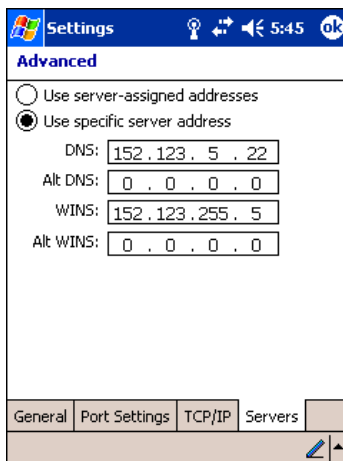 Settings 5:45 ok
Advanced
Use server-assigned addresses
Use specific server address
DNS: 152 . 123 . 5 . 22
Alt DNS: 0 . 0 . 0 . 0
WINS: 152 . 123 . 255 . 5
Alt WINS: 0 . 0 . 0 . 0
General Port Settings TCP/IP Servers